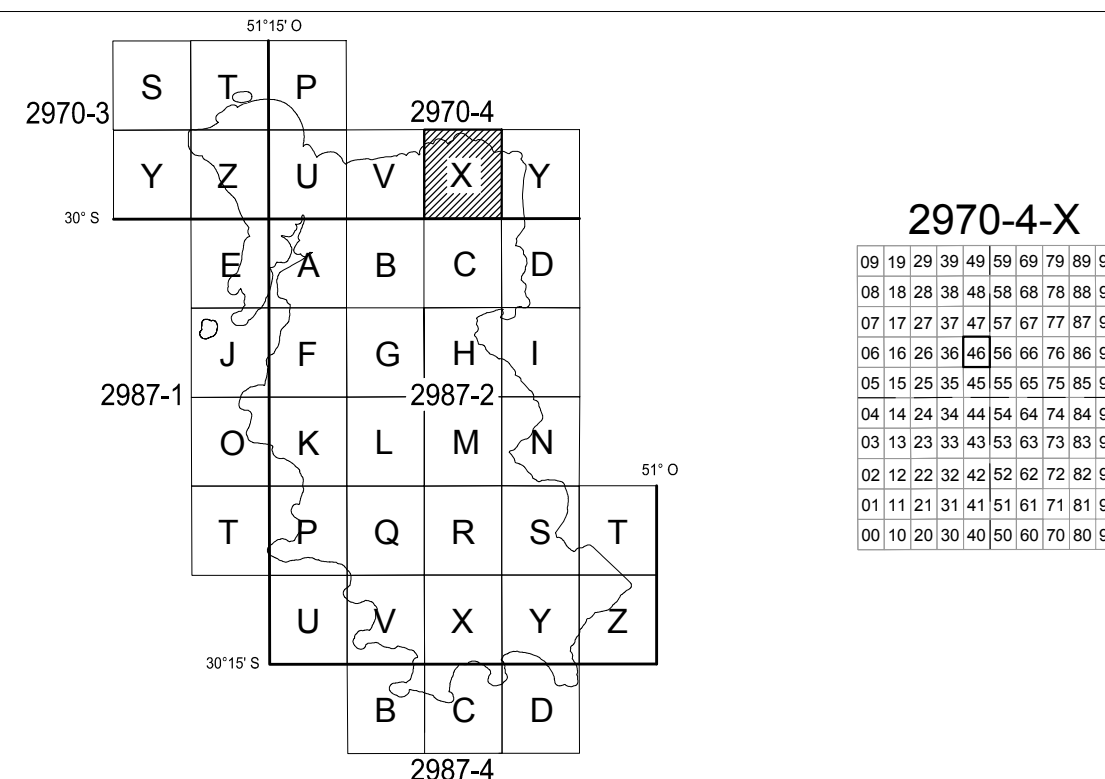 51°15' O
S T P
2970-3 2970-4
Y Z U V X Y
30° S
E A B C D
J F G H I
2987-1 2987-2
O K L M N
51° O
T P Q R S T
U V X Y Z
30°15' S
B C D
2987-4
2970-4-X
09 19 29 39 49 59 69 79 89
08 18 28 38 48 58 68 78 88
07 17 27 37 47 57 67 77 87
06 16 26 36 46 56 66 76 86
05 15 25 35 45 55 65 75 85
04 14 24 34 44 54 64 74 84
03 13 23 33 43 53 63 73 83
02 12 22 32 42 52 62 72 82
01 11 21 31 41 51 61 71 81
00 10 20 30 40 50 60 70 80